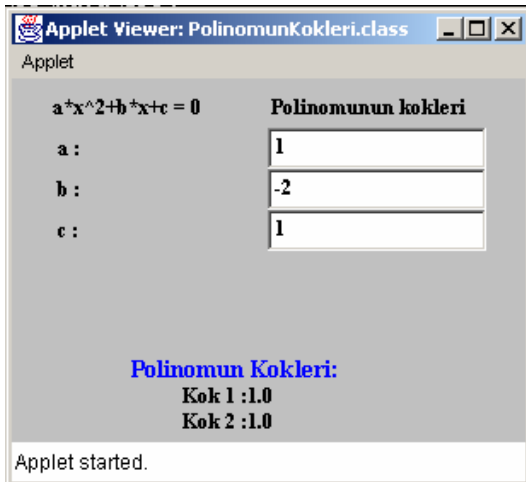 Applet Viewer: PolinomunKokleri.class
Applet
a*x^2+b*x+c = 0 Polinomunun kokleri
a : 1
b : -2
c : 1
Polinomun Kokleri:
Kok 1 :1.0
Kok 2 :1.0
Applet started.